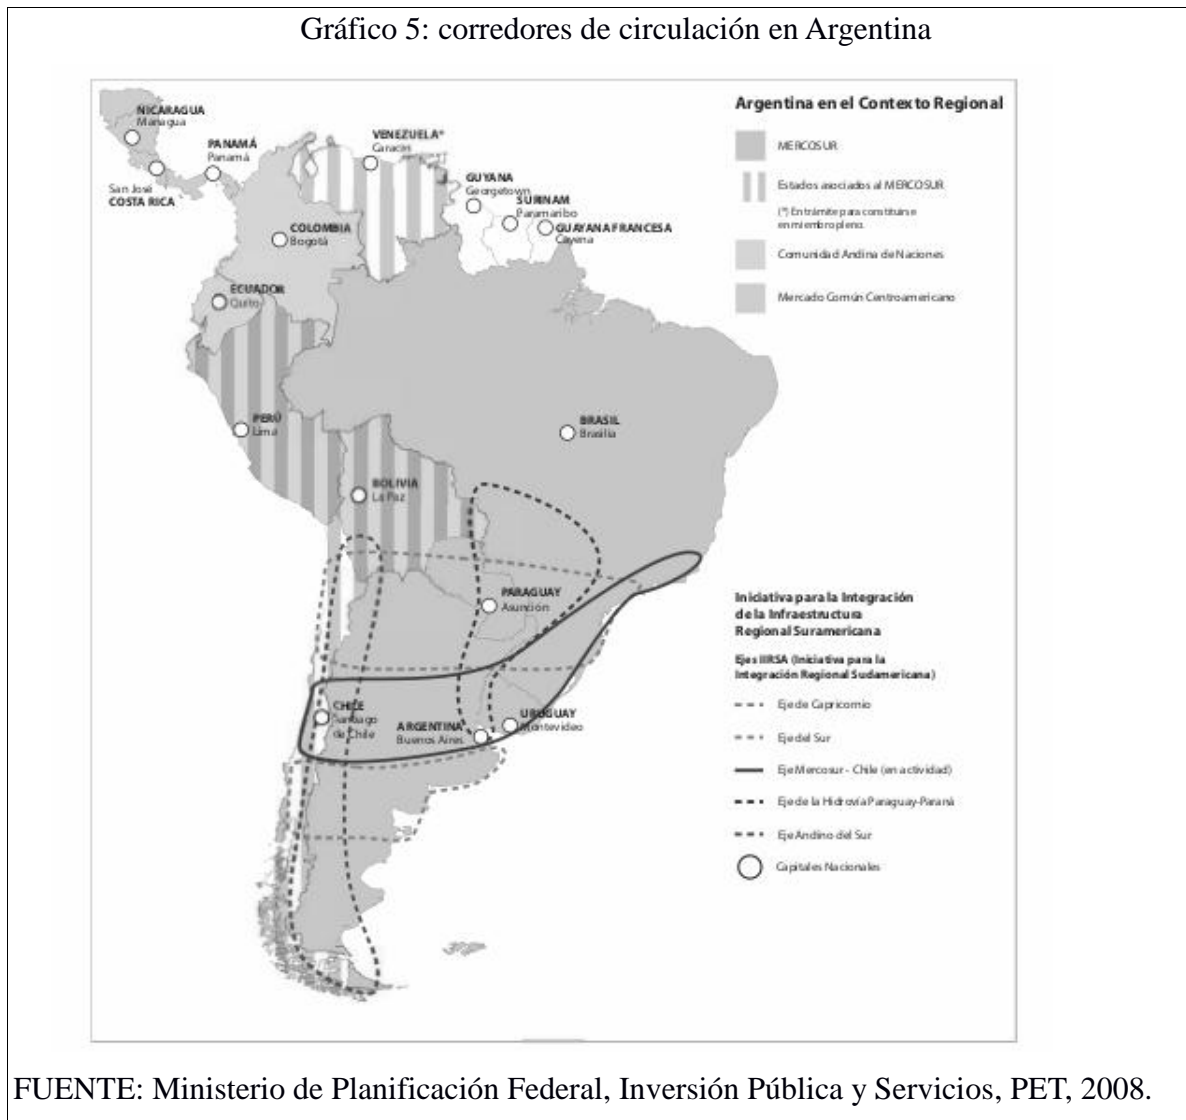 Gráfico 5: corredores de circulación en Argentina
NICARAGUA
Managua
PANAMÁ
Panamá
San José
COSTA RICA
VENEZUELA*
Caracas
GUYANA
Georgetown
SURINAM
Paramaribo
GUAYANA FRANCESA
Cayena
COLOMBIA
Bogotá
ECUADOR
Quito
PERÚ
Lima
BRASIL
Brasilia
BOLIVIA
La Paz
PARAGUAY
Asunción
CHILE
Santiago
de Chile
ARGENTINA
Buenos Aires
URUGUAY
Montevideo
Argentina en el Contexto Regional
MERCOSUR
Estados asociados al MERCOSUR
(*) En trámite para constituirse
en miembro pleno.
Comunidad Andina de Naciones
Mercado Común Centroamericano
Iniciativa para la Integración
de la Infraestructura
Regional Suramericana
Ejes IIRSA (Iniciativa para la
Integración Regional Sudamericana)
Eje de Capricornio
Eje del Sur
Eje Mercosur - Chile (en actividad)
Eje de la Hidrovía Paraguay-Paraná
Eje Andino del Sur
Capitales Nacionales
FUENTE: Ministerio de Planificación Federal, Inversión Pública y Servicios, PET, 2008.